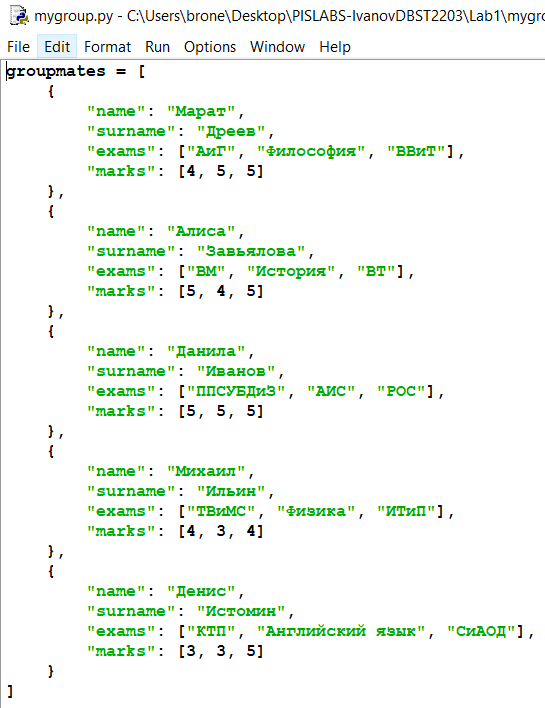 mygroup.py - C:\Users\brone\Desktop\PISLABS-IvanovDBST2203\Lab1\mygro
File Edit Format Run Options Window Help
groupmates = [
    {
        "name": "Марат",
        "surname": "Дреев",
        "exams": ["АиГ", "Философия", "ВВиТ"],
        "marks": [4, 5, 5]
    },
    {
        "name": "Алиса",
        "surname": "Завьялова",
        "exams": ["ВМ", "История", "ВТ"],
        "marks": [5, 4, 5]
    },
    {
        "name": "Данила",
        "surname": "Иванов",
        "exams": ["ППСУБДиЗ", "АИС", "РОС"],
        "marks": [5, 5, 5]
    },
    {
        "name": "Михаил",
        "surname": "Ильин",
        "exams": ["ТВиМС", "Физика", "ИТиП"],
        "marks": [4, 3, 4]
    },
    {
        "name": "Денис",
        "surname": "Истомин",
        "exams": ["КТП", "Английский язык", "СиАОД"],
        "marks": [3, 3, 5]
    }
]